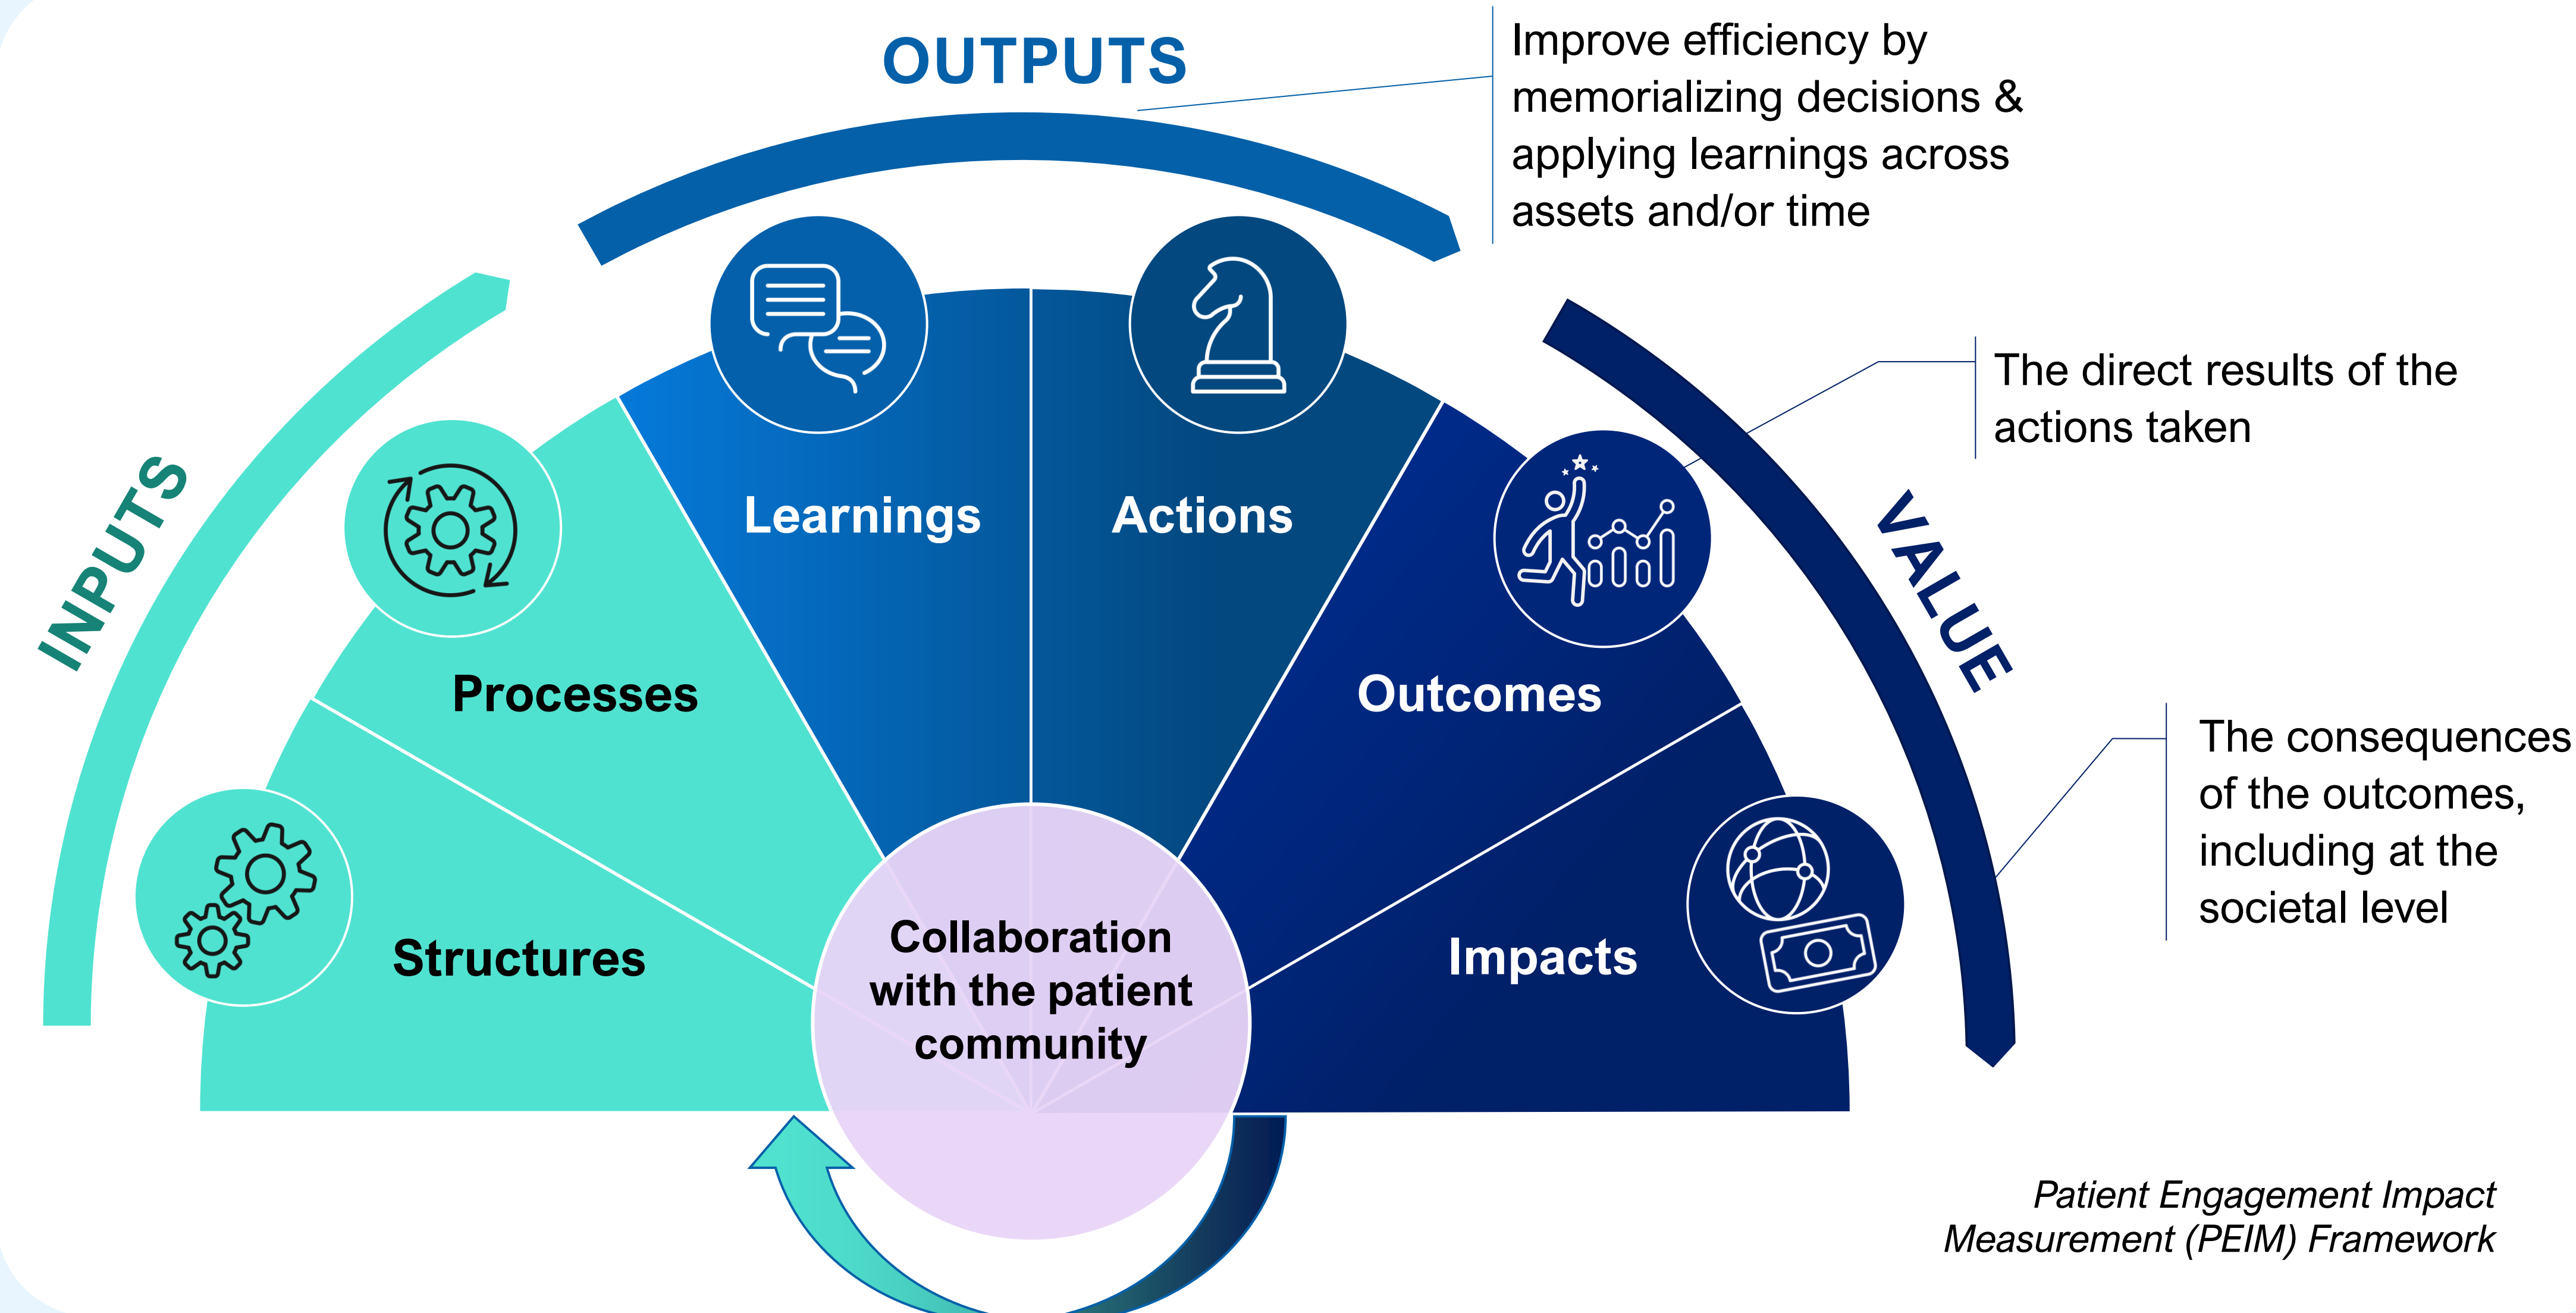 OUTPUTS
Improve efficiency by
memorializing decisions &
applying learnings across
assets and/or time
INPUTS
Learnings
Actions
The direct results of the
actions taken
VALUE
Processes
Outcomes
Structures
Impacts
The consequences
of the outcomes,
including at the
societal level
Collaboration
with the patient
community
Patient Engagement Impact
Measurement (PEIM) Framework